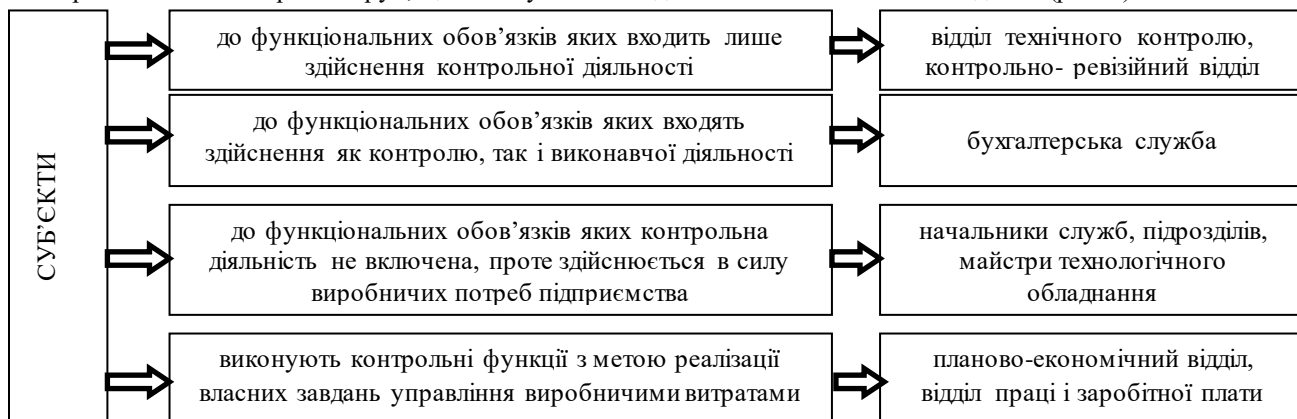 СУБ’ЄКТИ
до функціональних обов’язків яких входить лише
здійснення контрольної діяльності
відділ технічного контролю,
контрольно- ревізійний відділ
до функціональних обов’язків яких входять
здійснення як контролю, так і виконавчої діяльності
бухгалтерська служба
до функціональних обов’язків яких контрольна
діяльність не включена, проте здійснюється в силу
виробничих потреб підприємства
начальники служб, підрозділів,
майстри технологічного
обладнання
виконують контрольні функції з метою реалізації
власних завдань управління виробничими витратами
планово-економічний відділ,
відділ праці і заробітної плати